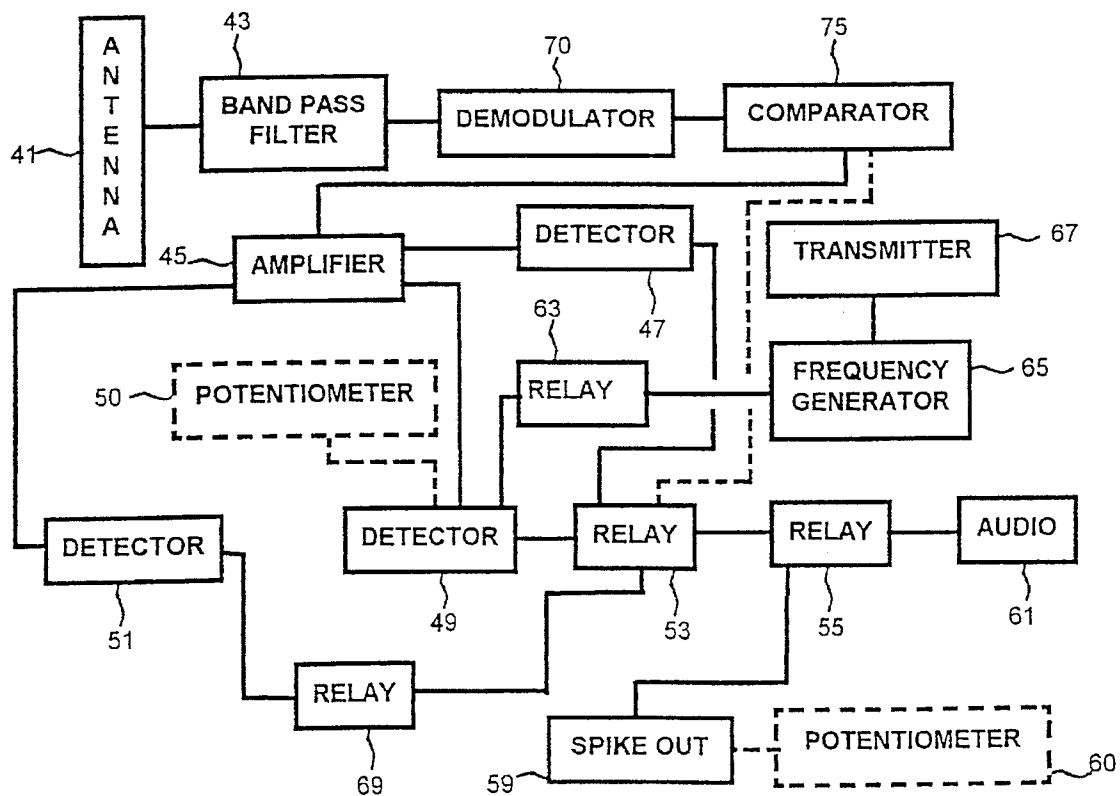 43
70
75
ANTENNA
BAND PASS
FILTER
DEMODULATOR
COMPARATOR
41
DETECTOR
TRANSMITTER
67
45
AMPLIFIER
63
47
50
POTENTIOMETER
RELAY
FREQUENCY
GENERATOR
65
DETECTOR
DETECTOR
RELAY
RELAY
AUDIO
51
49
53
55
61
RELAY
69
SPIKE OUT
POTENTIOMETER
59
60